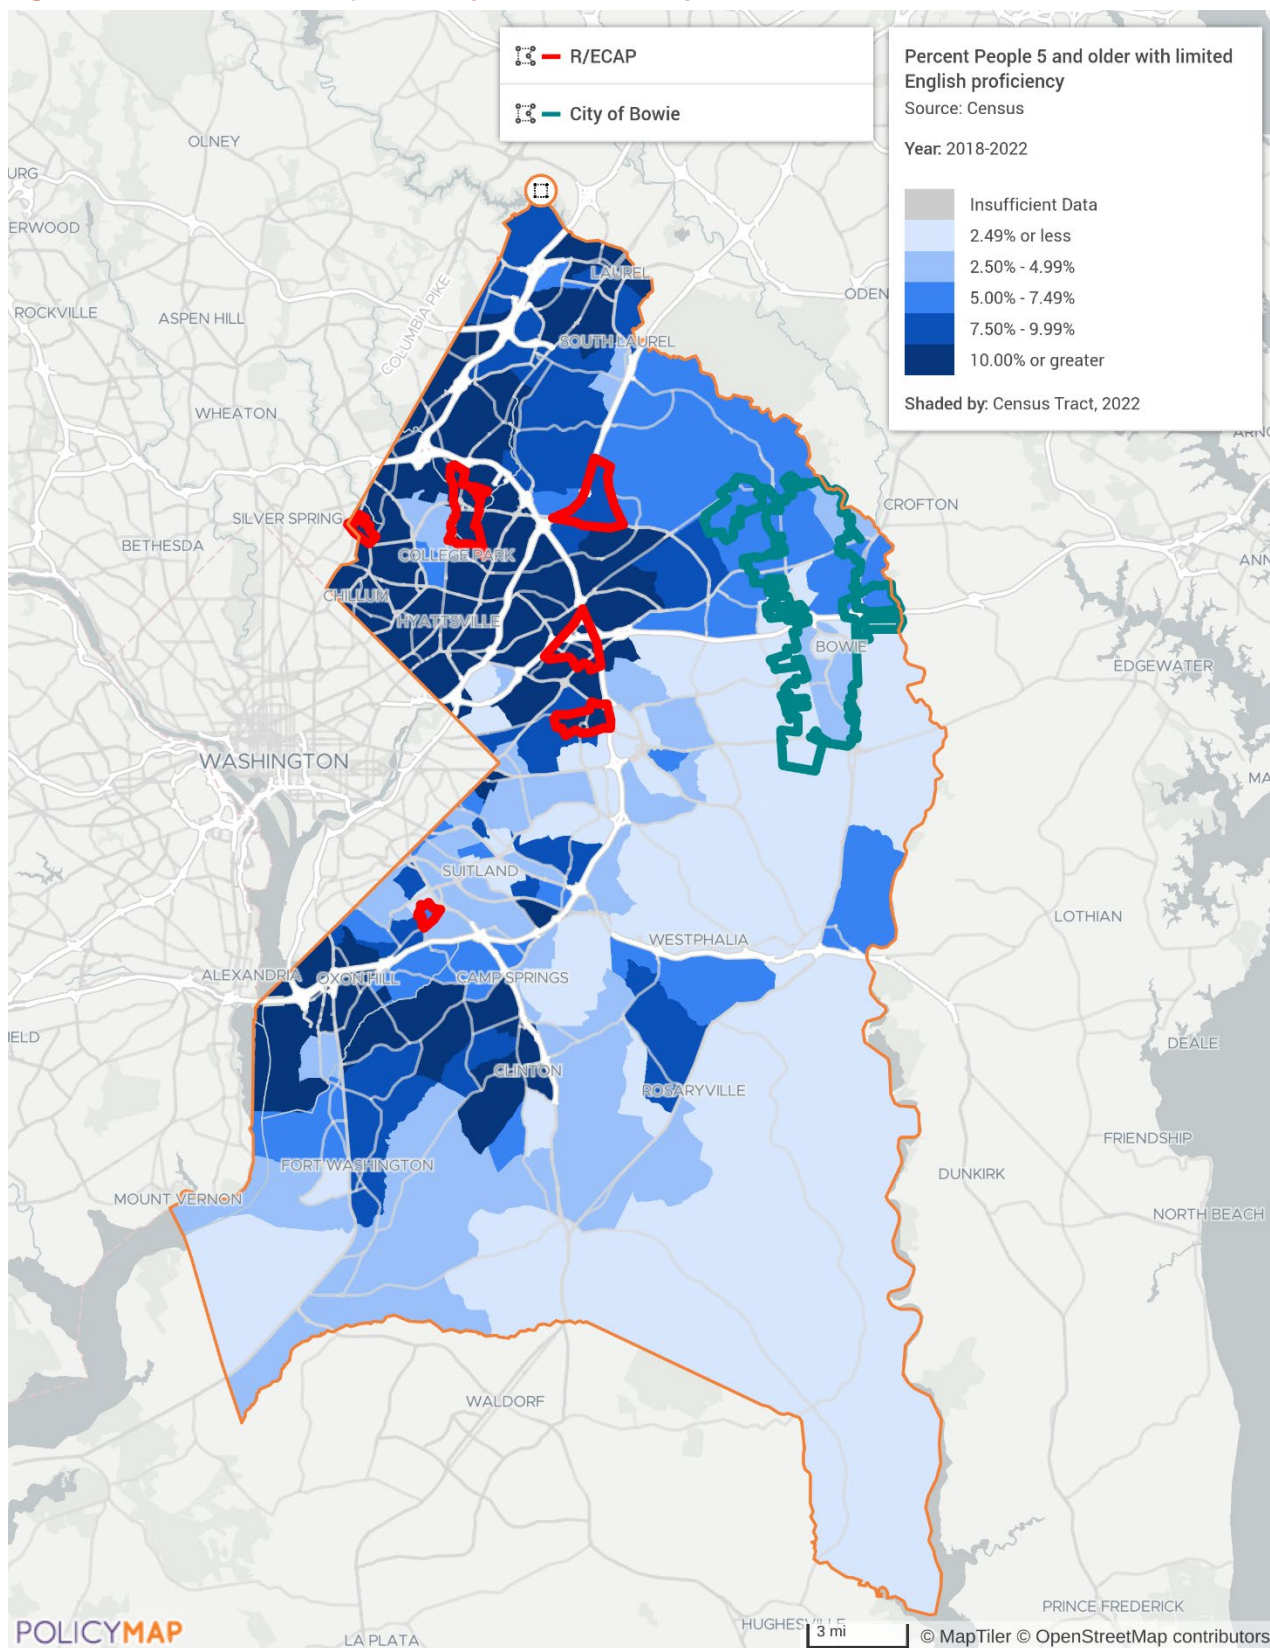 R/ECAP
City of Bowie
Percent People 5 and older with limited
English proficiency
Source: Census
Year: 2018-2022
Insufficient Data
2.49% or less
2.50% - 4.99%
5.00% - 7.49%
7.50% - 9.99%
10.00% or greater
Shaded by: Census Tract, 2022
OLNEY
URG
ERWOOD
LAUREL
COLUMBIA PIKE
ODEN
ROCKVILLE
ASPEN HILL
SOUTH LAUREL
WHEATON
ARNO
CROFTON
SILVER SPRING
BETHESDA
COLLEGE PARK
ANN
CHILLUM
HYATTSVILLE
BOWIE
EDGEWATER
WASHINGTON
MA
SUITLAND
LOTHIAN
WESTPHALIA
ALEXANDRIA
OXON HILL
CAMP SPRINGS
IELD
DEALE
CLINTON
ROSARYVILLE
FRIENDSHIP
FORT WASHINGTON
DUNKIRK
MOUNT VERNON
NORTH BEACH
WALDORF
PRINCE FREDERICK
POLICYMAP
HUGHESVILLE
3 mi
© MapTiler © OpenStreetMap contributors
LA PLATA